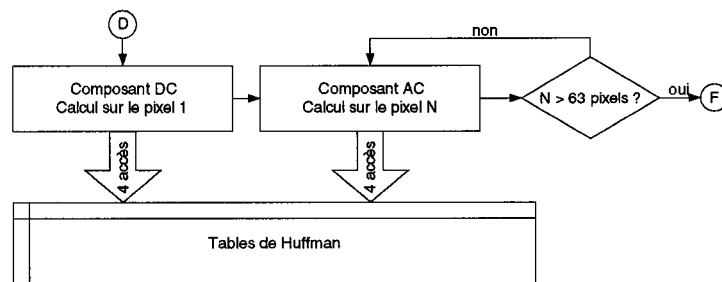 D
non
Composant DC
Calcul sur le pixel 1
Composant AC
Calcul sur le pixel N
N > 63 pixels ?
oui
F
4 accès
4 accès
Tables de Huffman